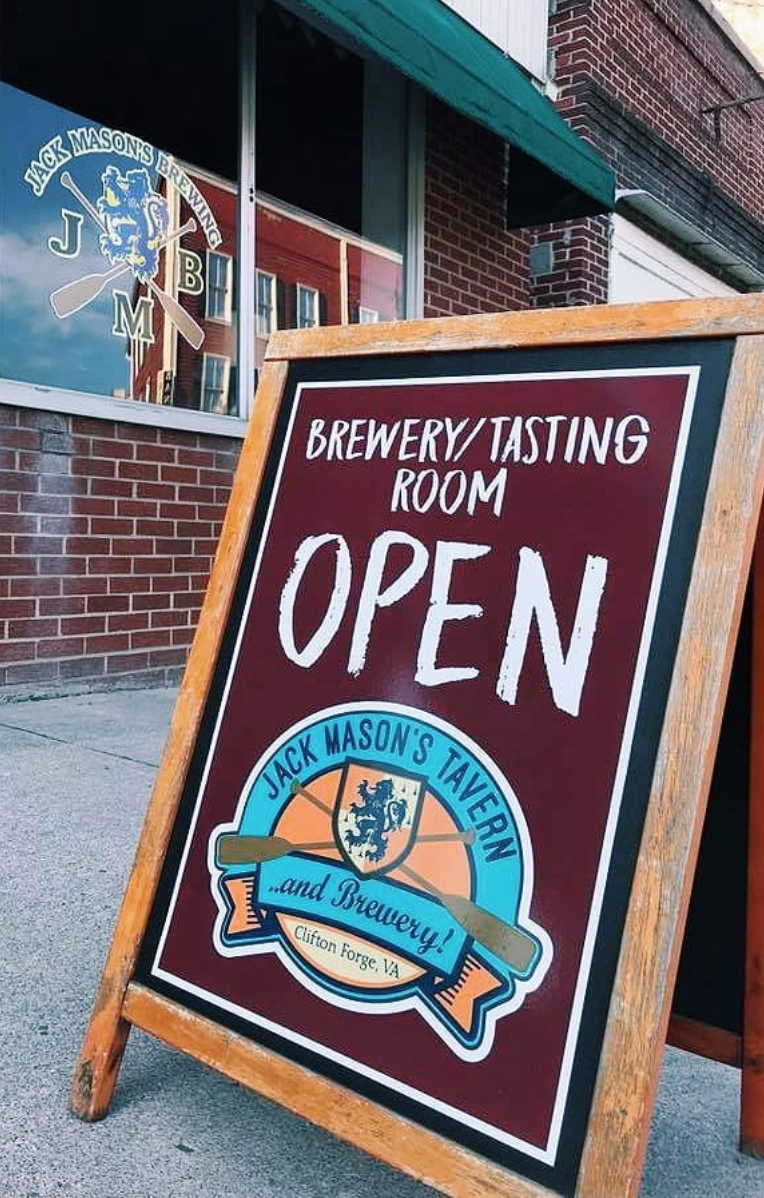 JACK MASON'S BREWING
J
B
M
BREWERY/TASTING
ROOM
OPEN
JACK MASON'S TAVERN
..and Brewery!
Clifton Forge, VA